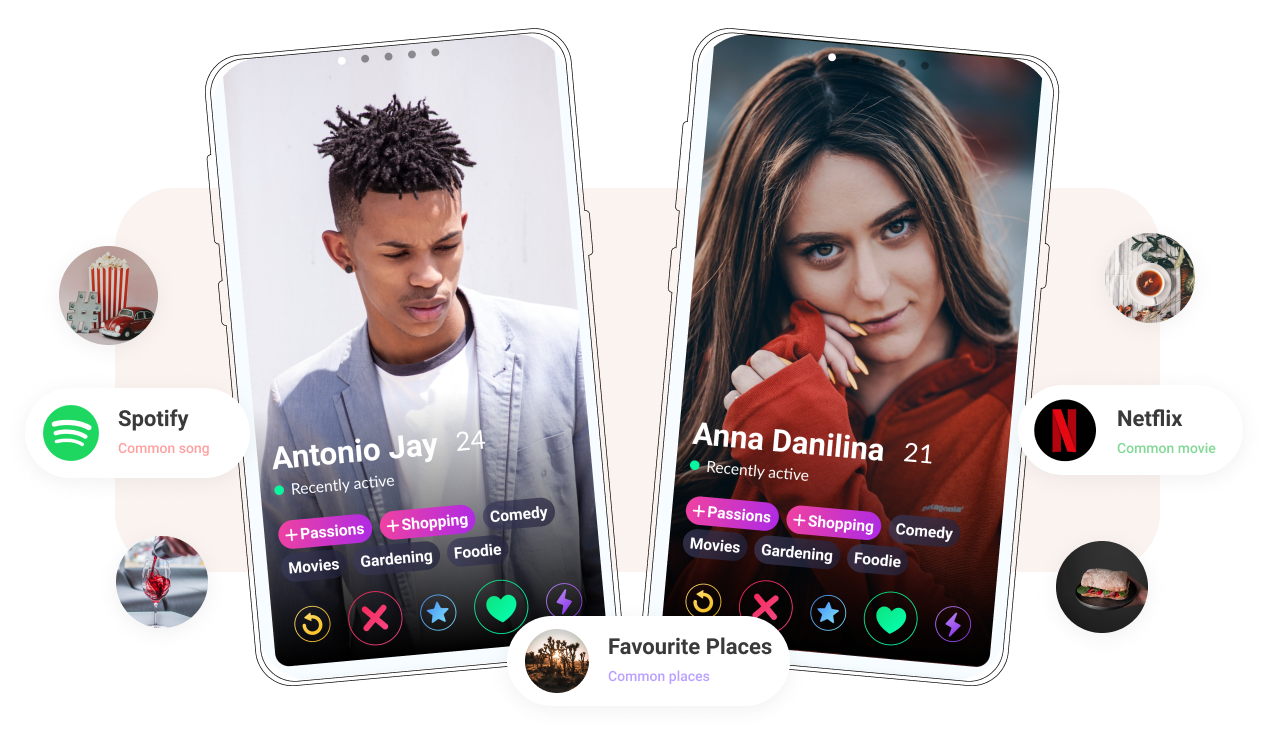 Antonio Jay 24
Recently active
+Passions
+Shopping
Comedy
Movies
Gardening
Foodie
Anna Danilina 21
Recently active
+Passions
+Shopping
Comedy
Movies
Gardening
Foodie
patagonia
Spotify
Common song
Netflix
Common movie
N
Favourite Places
Common places